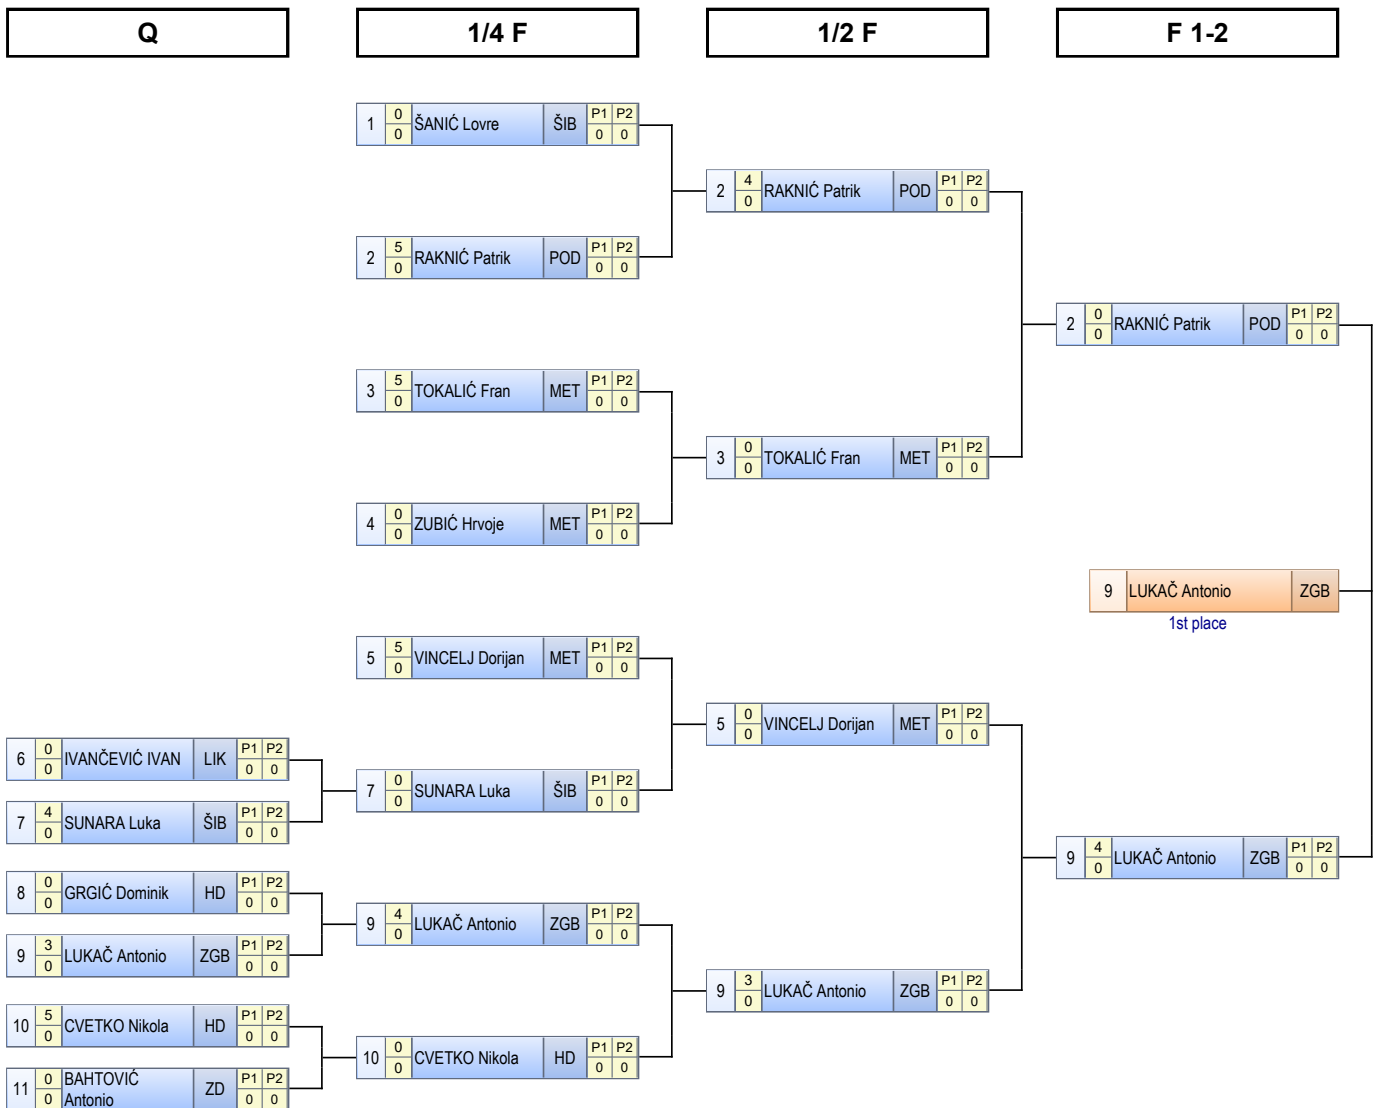 Q 1/4 F 1/2 F F 1-2
1 0 ŠANIĆ Lovre ŠIB P1 P2
0 0 0
2 4 RAKNIĆ Patrik POD P1 P2
0 0 0
2 5 RAKNIĆ Patrik POD P1 P2
0 0 0
2 0 RAKNIĆ Patrik POD P1 P2
0 0 0
3 5 TOKALIĆ Fran MET P1 P2
0 0 0
3 0 TOKALIĆ Fran MET P1 P2
0 0 0
4 0 ZUBIĆ Hrvoje MET P1 P2
0 0 0
9 LUKAČ Antonio ZGB
1st place
5 5 VINCELJ Dorijan MET P1 P2
0 0 0
5 0 VINCELJ Dorijan MET P1 P2
0 0 0
6 0 IVANČEVIĆ IVAN LIK P1 P2
0 0 0
7 0 SUNARA Luka ŠIB P1 P2
0 0 0
7 4 SUNARA Luka ŠIB P1 P2
0 0 0
9 4 LUKAČ Antonio ZGB P1 P2
0 0 0
8 0 GRGIĆ Dominik HD P1 P2
0 0 0
9 4 LUKAČ Antonio ZGB P1 P2
0 0 0
9 3 LUKAČ Antonio ZGB P1 P2
0 0 0
9 3 LUKAČ Antonio ZGB P1 P2
0 0 0
10 5 CVETKO Nikola HD P1 P2
0 0 0
10 0 CVETKO Nikola HD P1 P2
0 0 0
11 0 BAHTOVIĆ ZD P1 P2
0 Antonio 0 0